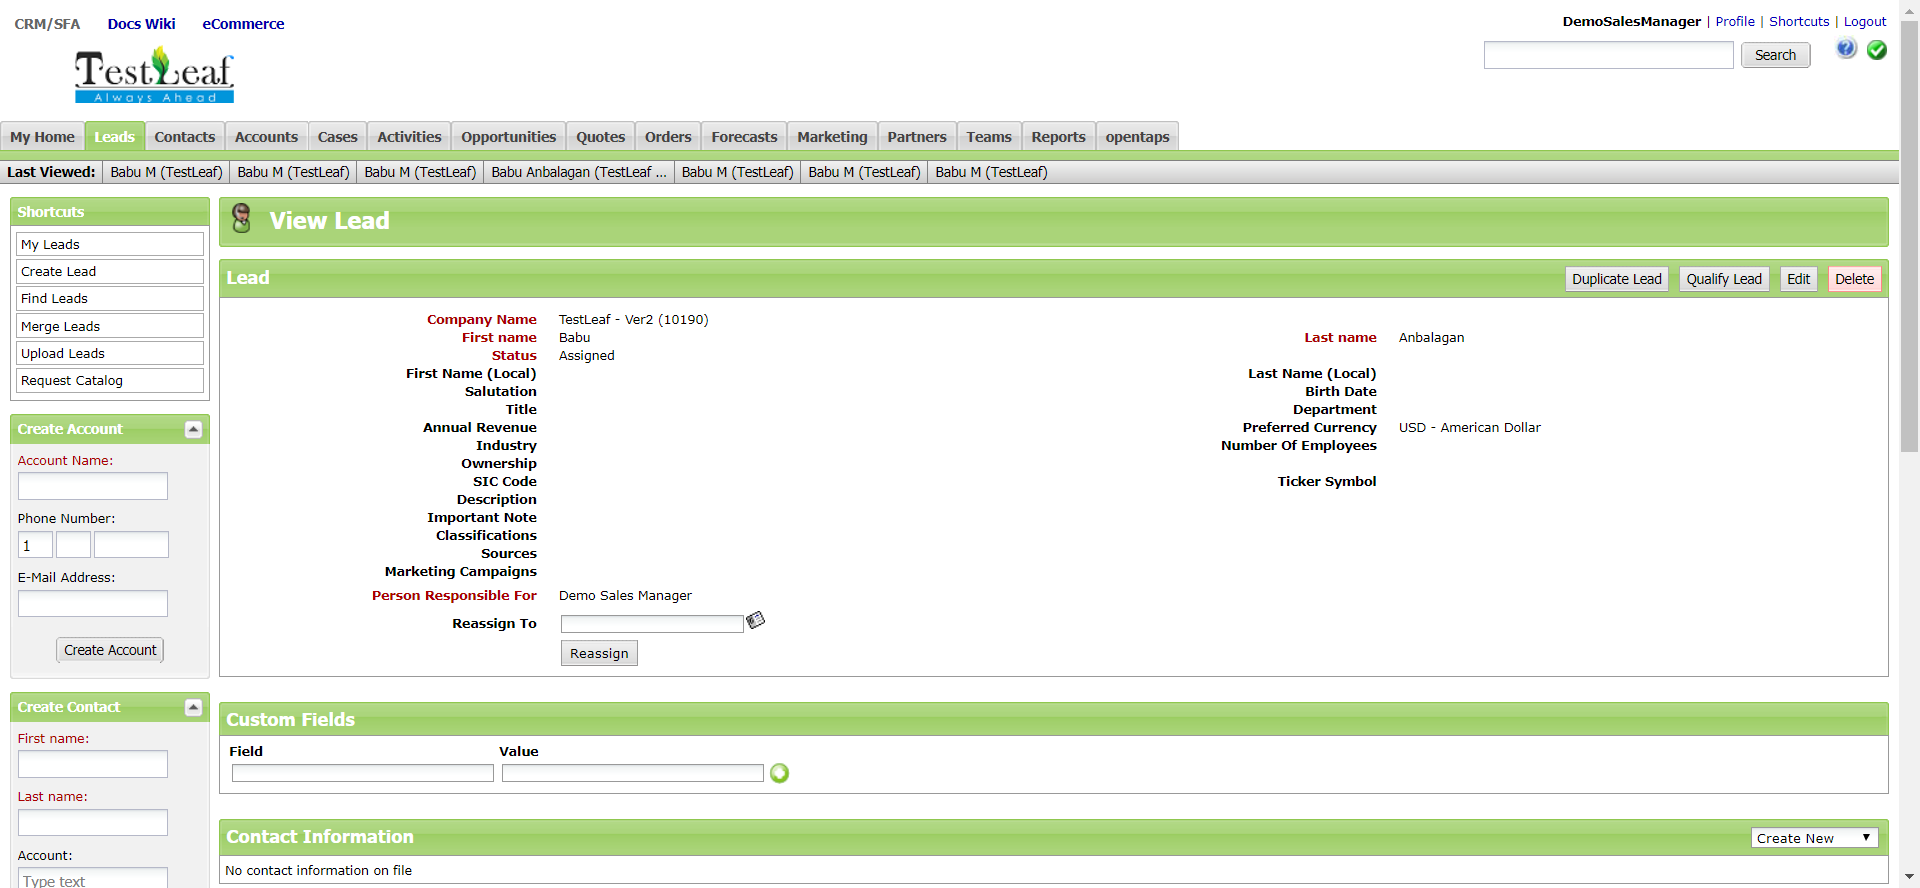 CRM/SFA Docs Wiki eCommerce
DemoSalesManager | Profile | Shortcuts | Logout
TestLeaf
Always Ahead
Search
My Home Leads Contacts Accounts Cases Activities Opportunities Quotes Orders Forecasts Marketing Partners Teams Reports opentaps
Last Viewed: Babu M (TestLeaf) Babu M (TestLeaf) Babu M (TestLeaf) Babu Anbalagan (TestLeaf ... Babu M (TestLeaf) Babu M (TestLeaf) Babu M (TestLeaf)
Shortcuts
My Leads
Create Lead
Find Leads
Merge Leads
Upload Leads
Request Catalog
Create Account
Account Name:
Phone Number:
1
E-Mail Address:
Create Account
Create Contact
First name:
Last name:
Account:
Type text
View Lead
Lead
Duplicate Lead Qualify Lead Edit Delete
Company Name TestLeaf - Ver2 (10190)
First name Babu Last name Anbalagan
Status Assigned
First Name (Local) Last Name (Local)
Salutation Birth Date
Title Department
Annual Revenue Preferred Currency USD - American Dollar
Industry Number Of Employees
Ownership
SIC Code Ticker Symbol
Description
Important Note
Classifications
Sources
Marketing Campaigns
Person Responsible For Demo Sales Manager
Reassign To
Reassign
Custom Fields
Field Value
Contact Information
Create New
No contact information on file